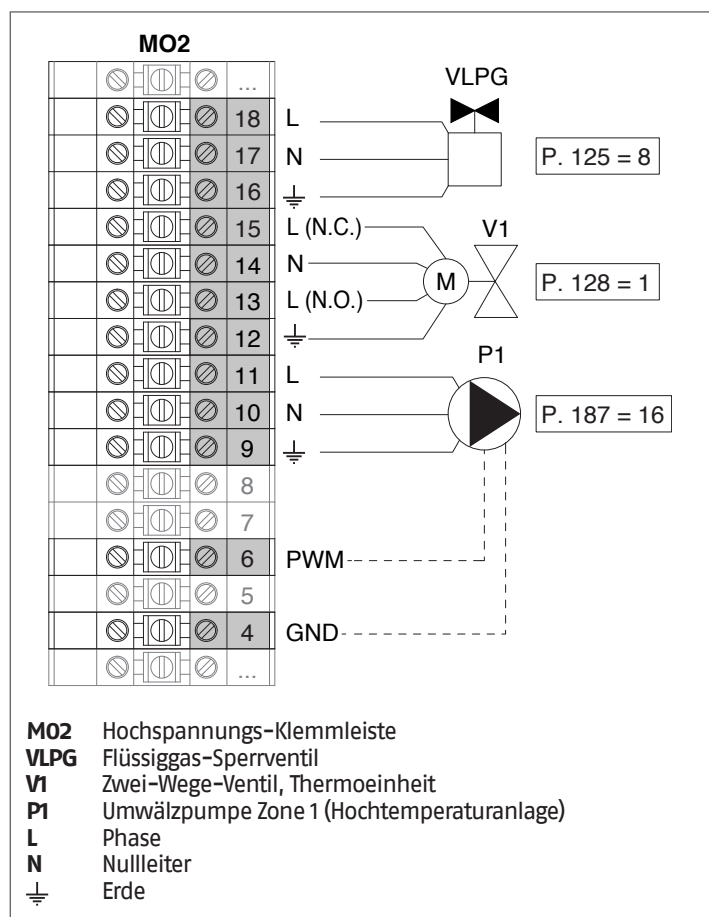 MO2
...
18 L
17 N
16
15 L (N.C.)
14 N
13 L (N.O.)
12
11 L
10 N
9
8
7
6 PWM
5
4 GND
...
VLPG
P. 125 = 8
V1
M
P. 128 = 1
P1
P. 187 = 16
MO2 Hochspannungs-Klemmleiste
VLPG Flüssiggas-Sperrventil
V1 Zwei-Wege-Ventil, Thermoeinheit
P1 Umwälzpumpe Zone 1 (Hochtemperaturanlage)
L Phase
N Nullleiter
⏚ Erde